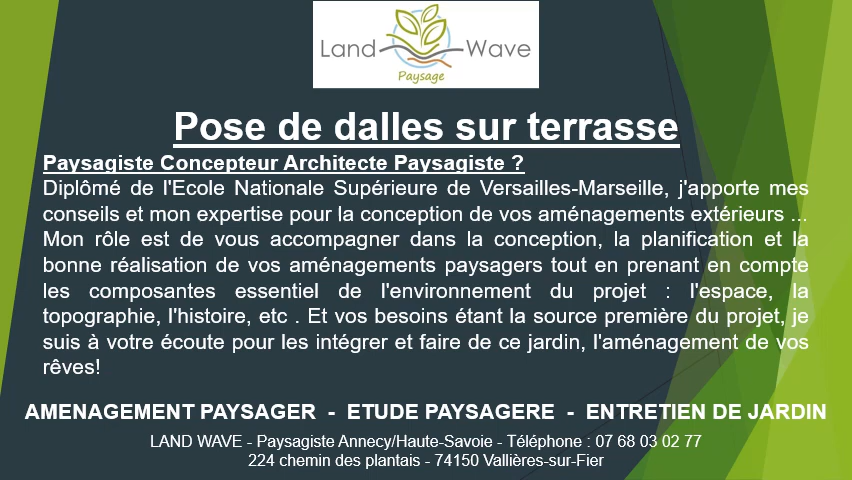 Land Wave
Paysage
Pose de dalles sur terrasse
Paysagiste Concepteur Architecte Paysagiste ?
Diplômé de l'Ecole Nationale Supérieure de Versailles-Marseille, j'apporte mes
conseils et mon expertise pour la conception de vos aménagements extérieurs ...
Mon rôle est de vous accompagner dans la conception, la planification et la
bonne réalisation de vos aménagements paysagers tout en prenant en compte
les composantes essentiel de l'environnement du projet : l'espace, la
topographie, l'histoire, etc . Et vos besoins étant la source première du projet, je
suis à votre écoute pour les intégrer et faire de ce jardin, l'aménagement de vos
rêves!
AMENAGEMENT PAYSAGER - ETUDE PAYSAGERE - ENTRETIEN DE JARDIN
LAND WAVE - Paysagiste Annecy/Haute-Savoie - Téléphone : 07 68 03 02 77
224 chemin des plantais - 74150 Vallières-sur-Fier